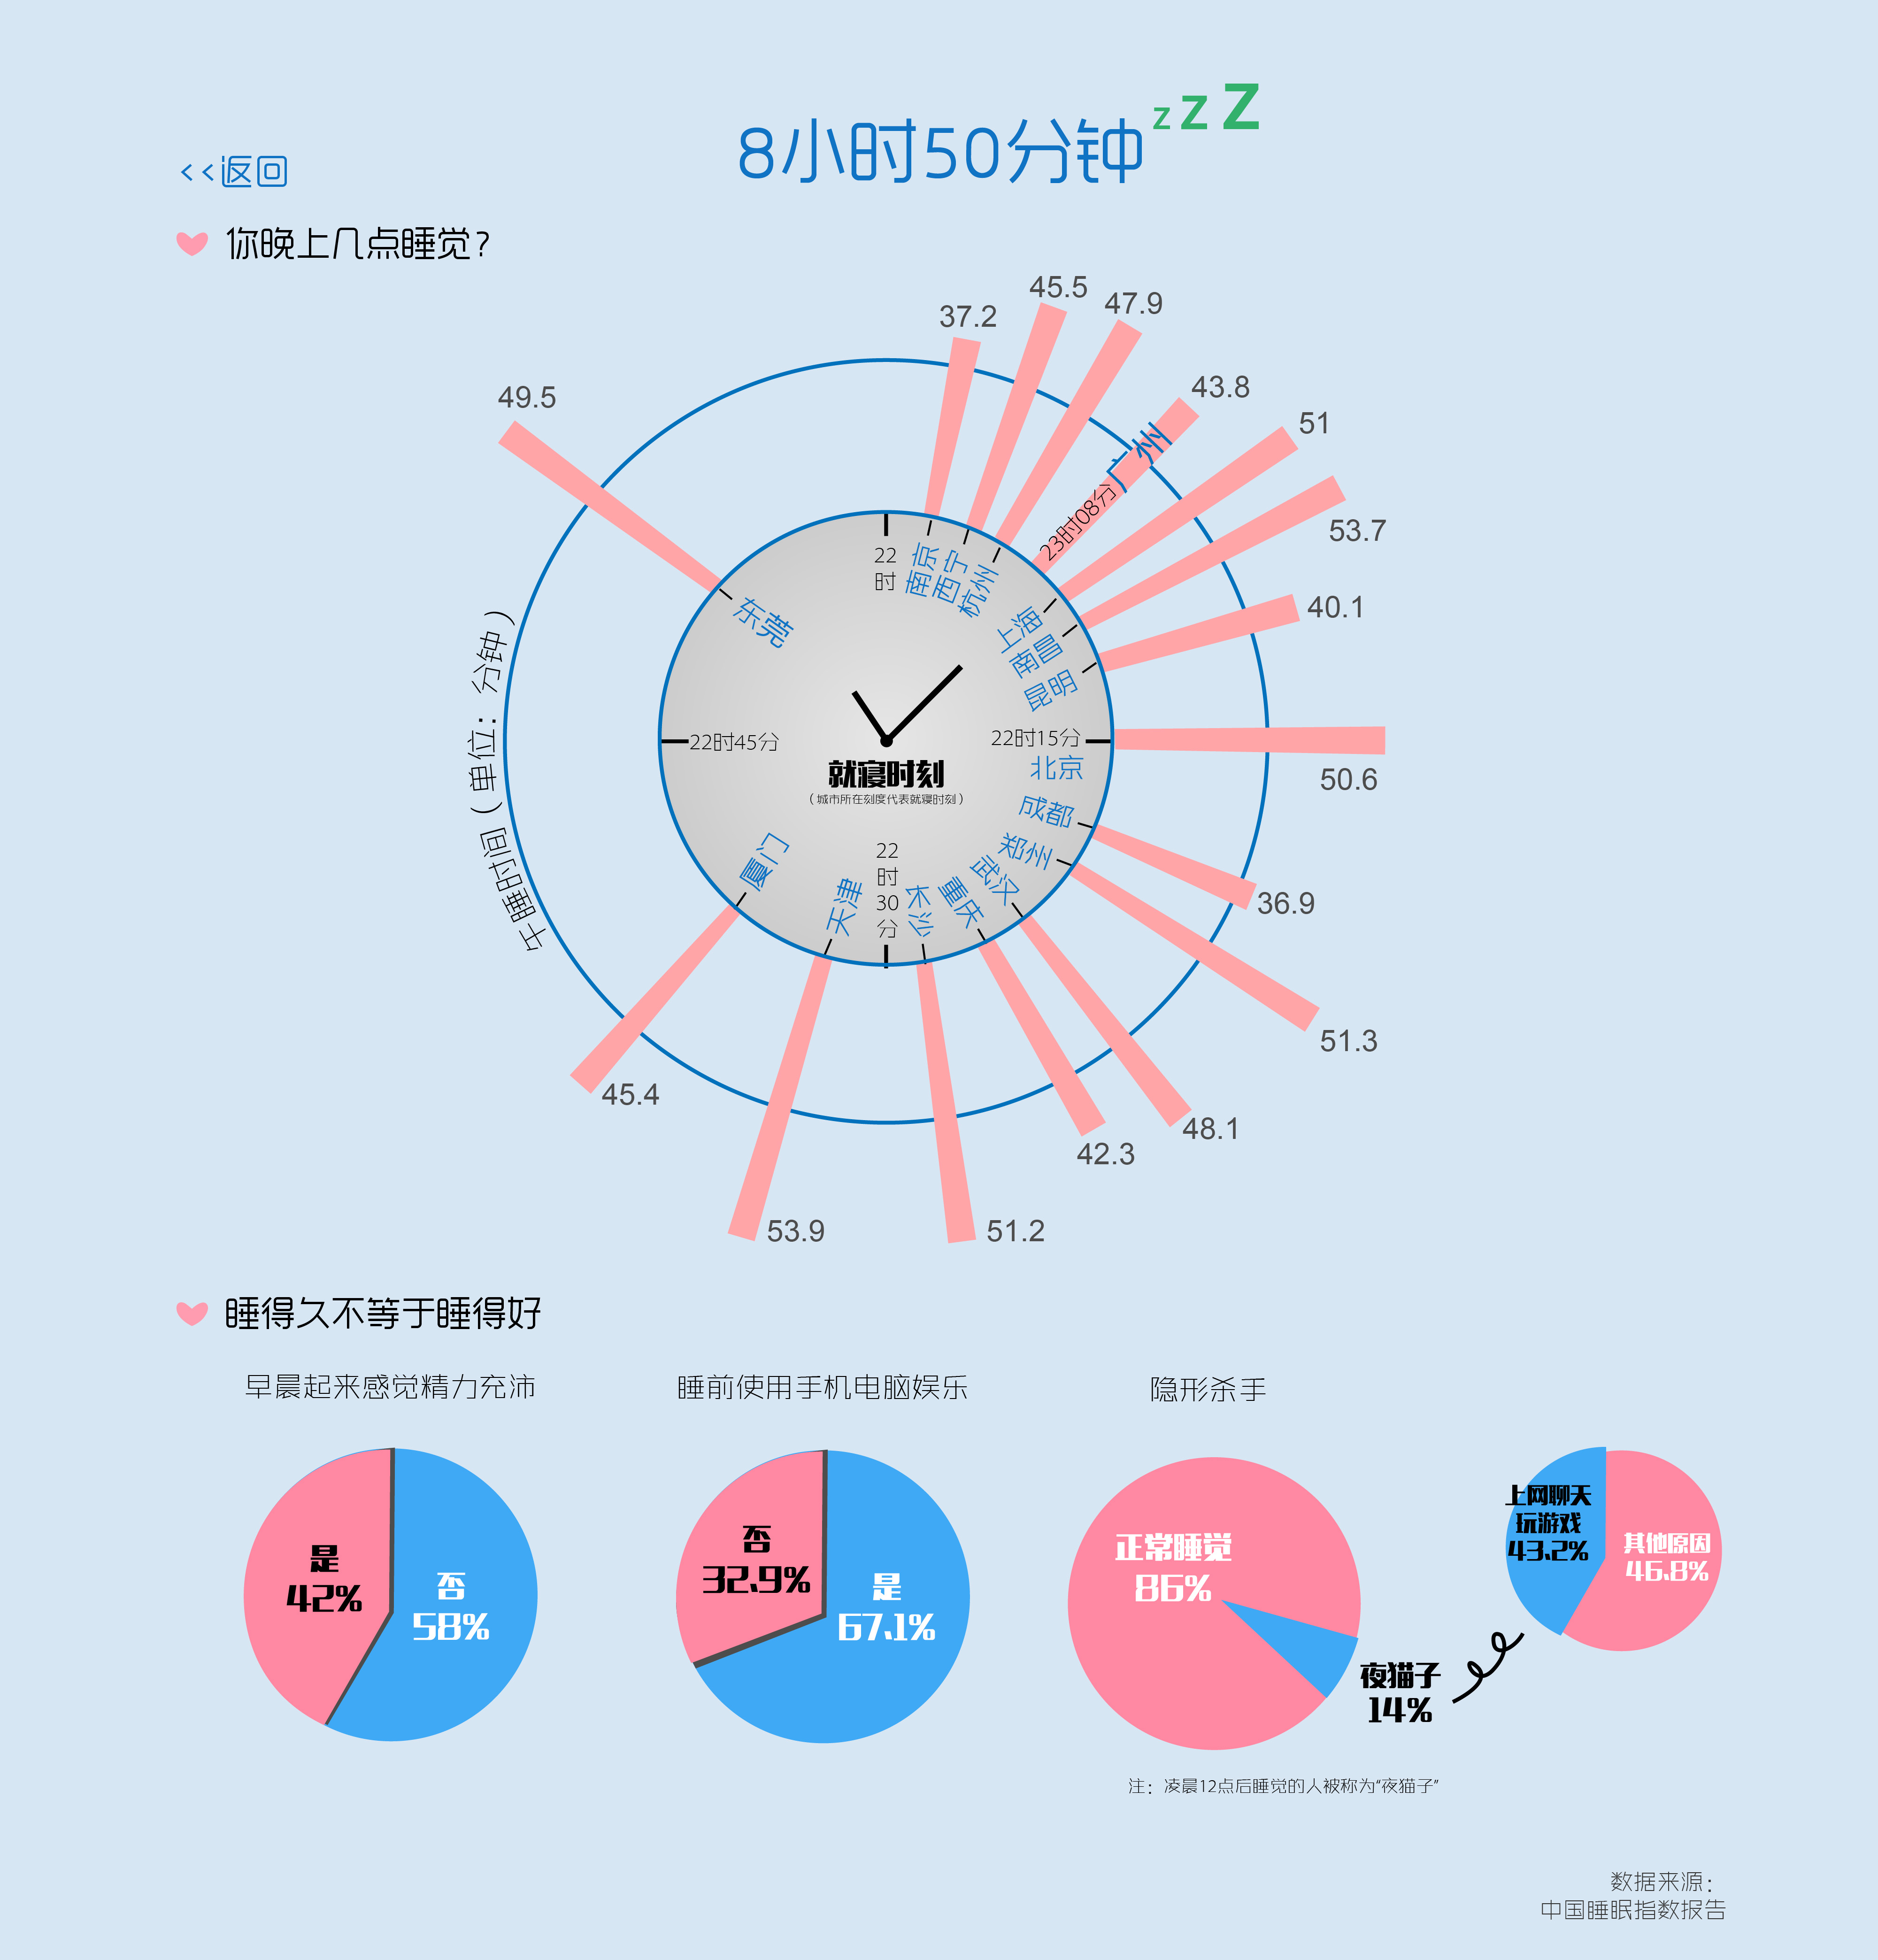 8小时50分钟
z z Z
<<返回
你晚上几点睡觉?
37.2
45.5
47.9
43.8
51
53.7
40.1
50.6
36.9
51.3
48.1
42.3
51.2
53.9
45.4
49.5
午睡时间(单位:分钟)
22
时
南京
西宁
杭州
23时08分
广州
上海
南昌
昆明
22时15分
北京
成都
郑州
武汉
重庆
长沙
22
时
30
分
天津
厦门
22时45分
东莞
就寝时刻
(城市所在刻度代表就寝时刻)
睡得久不等于睡得好
早晨起来感觉精力充沛
是
42%
否
58%
睡前使用手机电脑娱乐
否
32.9%
是
67.1%
隐形杀手
正常睡觉
86%
夜猫子
14%
上网聊天
玩游戏
43.2%
其他原因
46.8%
注:凌晨12点后睡觉的人被称为“夜猫子”
数据来源:
中国睡眠指数报告